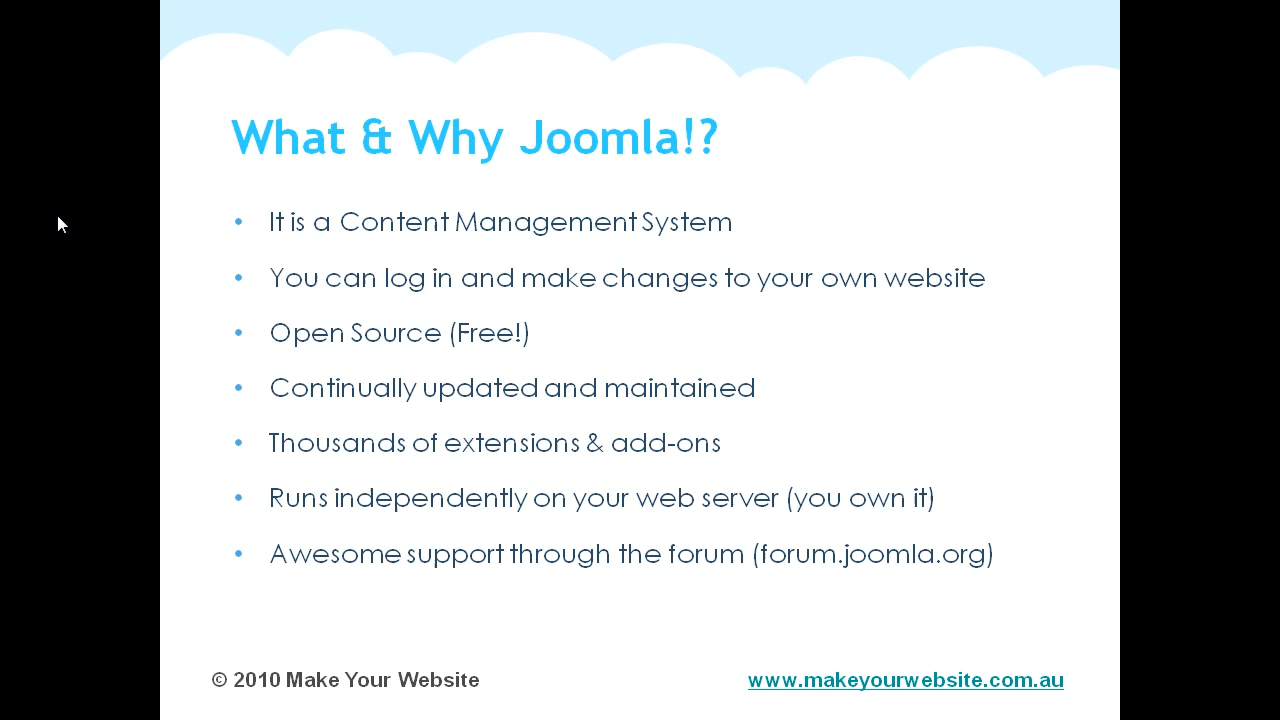 What & Why Joomla!?
• It is a Content Management System
• You can log in and make changes to your own website
• Open Source (Free!)
• Continually updated and maintained
• Thousands of extensions & add-ons
• Runs independently on your web server (you own it)
• Awesome support through the forum (forum.joomla.org)
© 2010 Make Your Website
www.makeyourwebsite.com.au